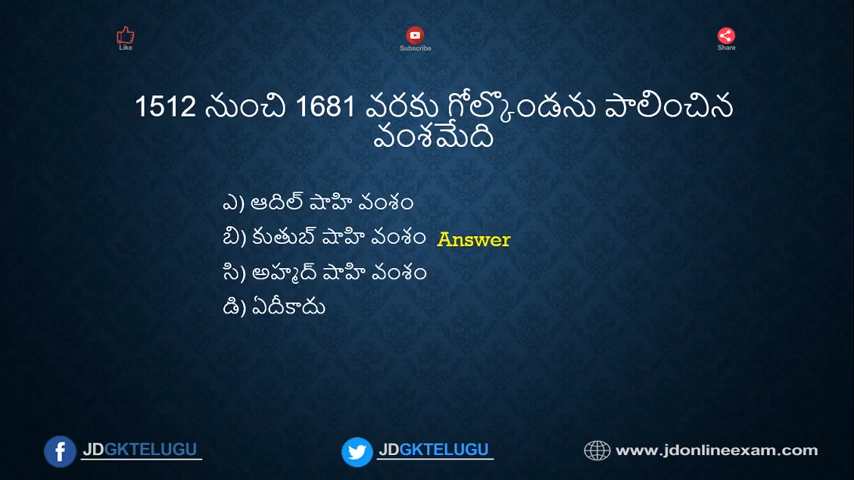 Like
Subscribe
Share
1512 నుంచి 1681 వరకు గోల్కొండను పాలించిన
వంశమేది
ఎ) ఆదిల్ షాహి వంశం
బి) కుతుబ్ షాహి వంశం Answer
సి) అహ్మద్ షాహి వంశం
డి) ఏదీకాదు
JDGKTELUGU
JDGKTELUGU
www.jdonlineexam.com